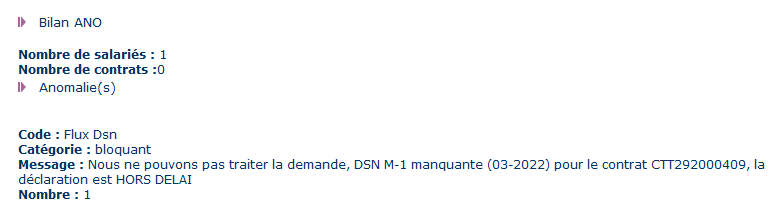 Bilan ANO
Nombre de salariés : 1
Nombre de contrats :0
Anomalie(s)
Code : Flux Dsn
Catégorie : bloquant
Message : Nous ne pouvons pas traiter la demande, DSN M-1 manquante (03-2022) pour le contrat CTT292000409, la
déclaration est HORS DELAI
Nombre : 1